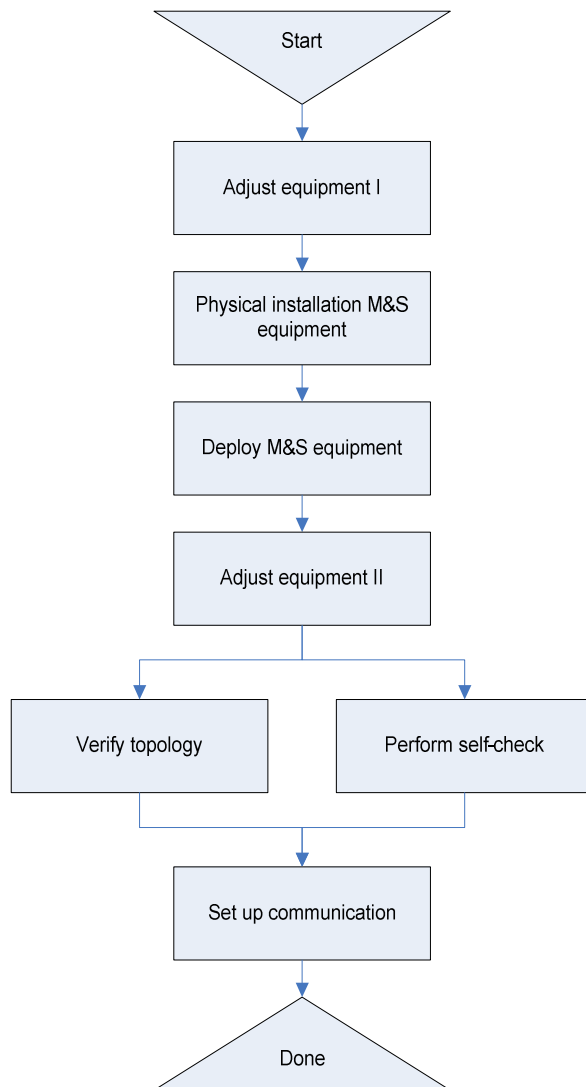 Start
Adjust equipment I
Physical installation M&S
equipment
Deploy M&S equipment
Adjust equipment II
Verify topology
Perform self-check
Set up communication
Done